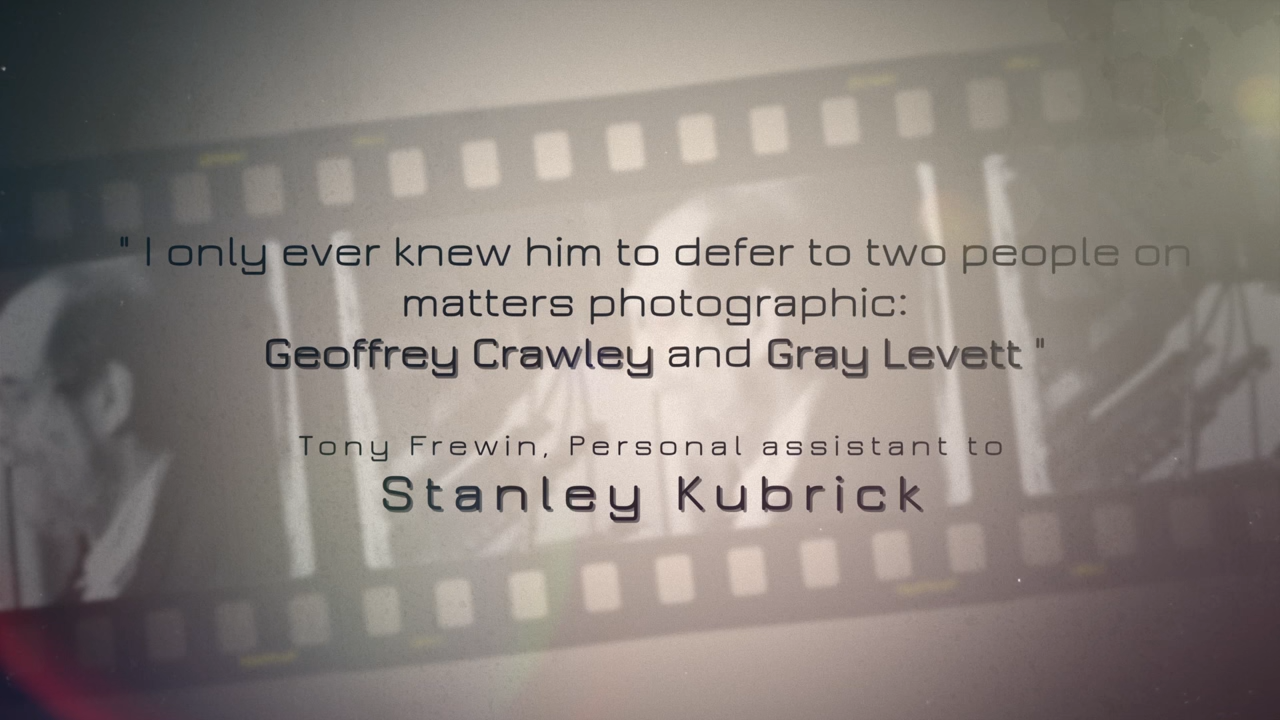 " I only ever knew him to defer to two people on
matters photographic:
Geoffrey Crawley and Gray Levett "
Tony Frewin, Personal assistant to
Stanley Kubrick